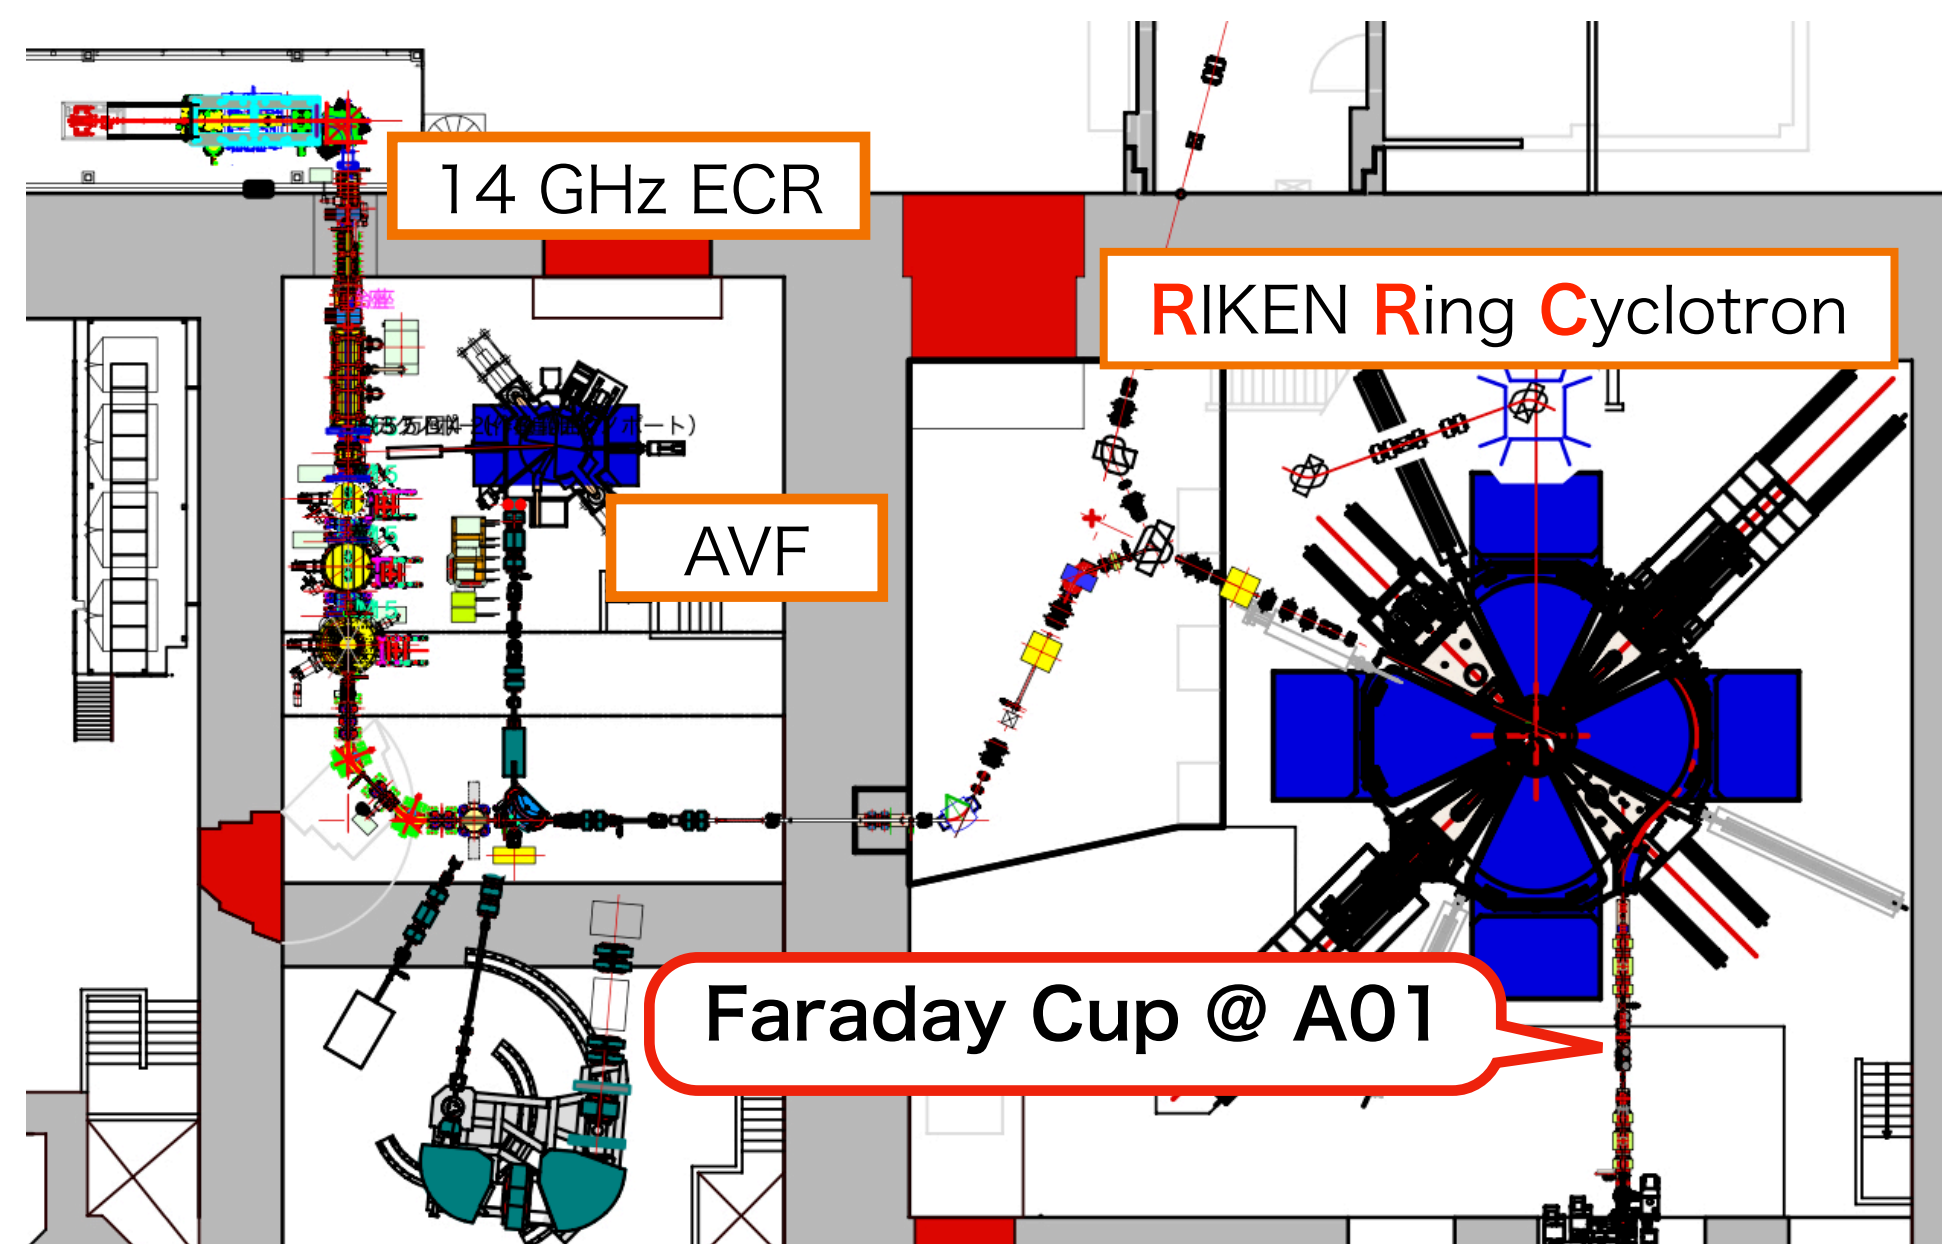 14 GHz ECR
RIKEN Ring Cyclotron
AVF
Faraday Cup @ A01